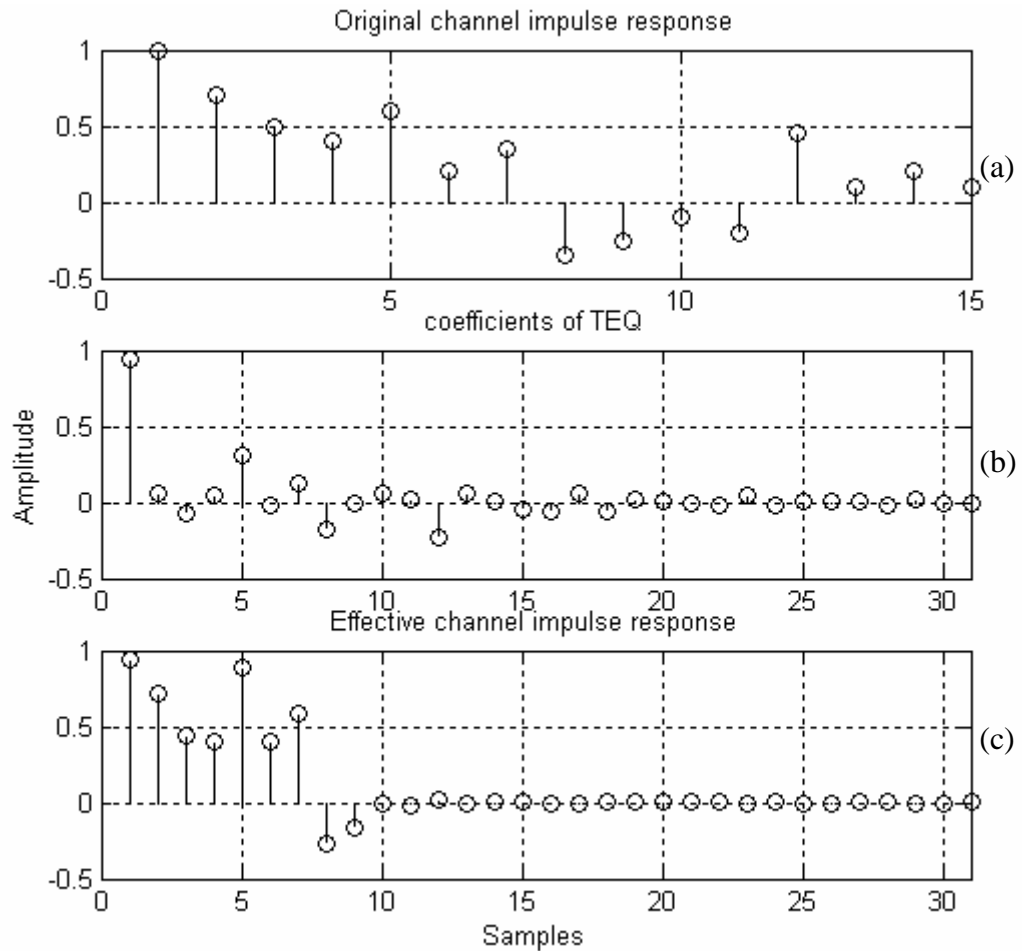 Original channel impulse response
1
0.5
0
-0.5
0 5 10 15
(a)
coefficients of TEQ
1
0.5
0
-0.5
0 5 10 15 20 25 30
(b)
Amplitude
Effective channel impulse response
1
0.5
0
-0.5
0 5 10 15 20 25 30
(c)
Samples